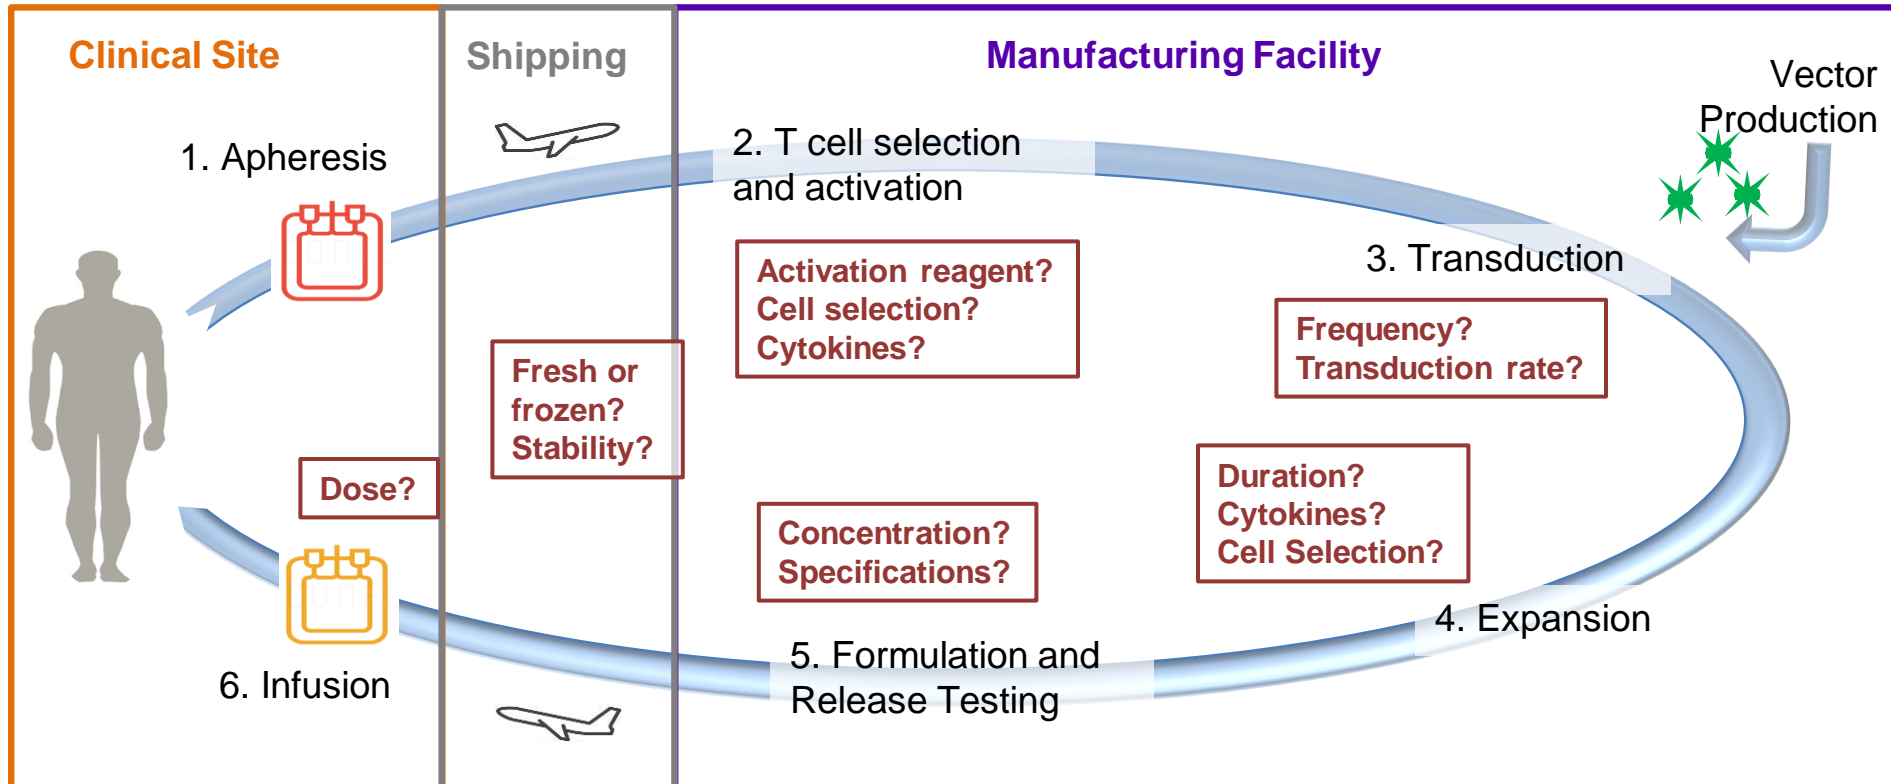 Clinical Site
Shipping
Manufacturing Facility
Vector
Production
1. Apheresis
2. T cell selection
and activation
3. Transduction
Activation reagent?
Cell selection?
Cytokines?
Frequency?
Transduction rate?
Fresh or
frozen?
Stability?
Dose?
Duration?
Cytokines?
Cell Selection?
Concentration?
Specifications?
4. Expansion
5. Formulation and
Release Testing
6. Infusion